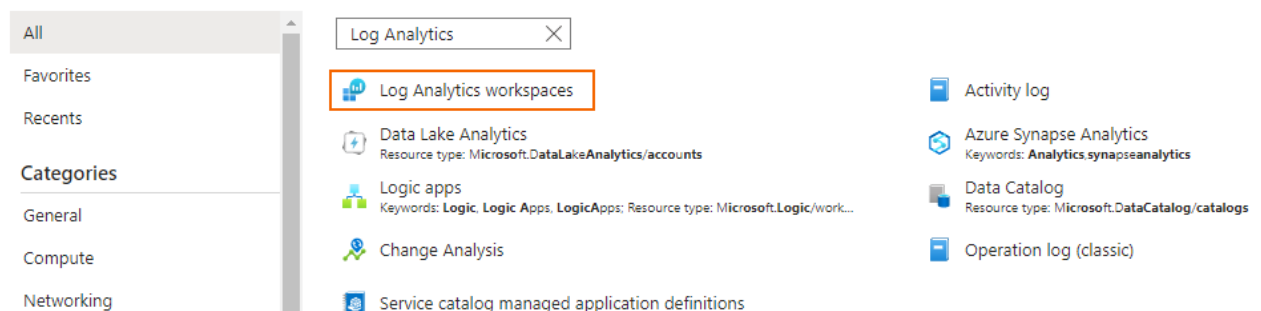 All
Favorites
Recents
Categories
General
Compute
Networking
Log Analytics
Log Analytics workspaces
Activity log
Data Lake Analytics
Resource type: Microsoft.DataLakeAnalytics/accounts
Azure Synapse Analytics
Keywords: Analytics,synapseanalytics
Logic apps
Keywords: Logic, Logic Apps, LogicApps; Resource type: Microsoft.Logic/work...
Data Catalog
Resource type: Microsoft.DataCatalog/catalogs
Change Analysis
Operation log (classic)
Service catalog managed application definitions